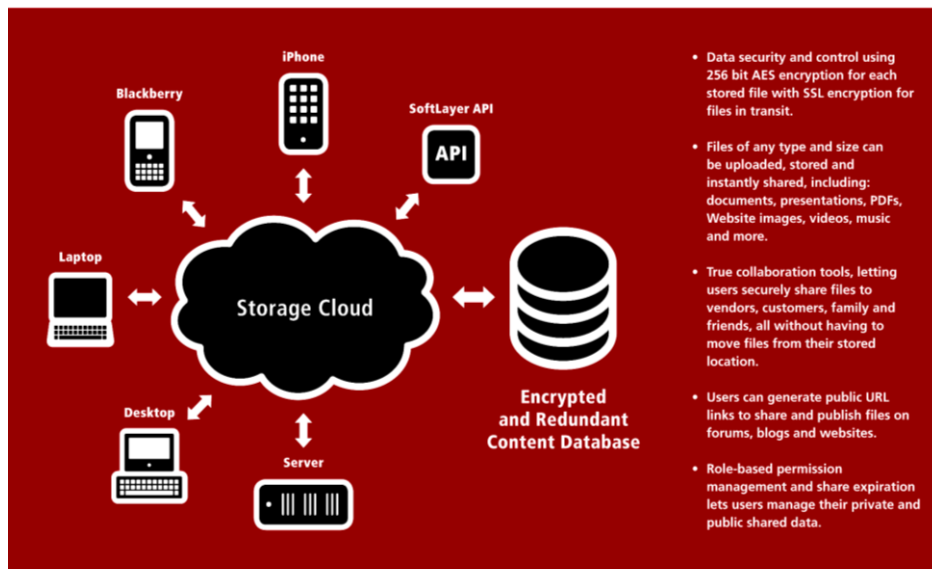 iPhone
Blackberry
SoftLayer API
API
Laptop
Storage Cloud
Desktop
Server
Encrypted
and Redundant
Content Database
• Data security and control using
256 bit AES encryption for each
stored file with SSL encryption for
files in transit.
• Files of any type and size can
be uploaded, stored and
instantly shared, including:
documents, presentations, PDFs,
Website images, videos, music
and more.
• True collaboration tools, letting
users securely share files to
vendors, customers, family and
friends, all without having to
move files from their stored
location.
• Users can generate public URL
links to share and publish files on
forums, blogs and websites.
• Role-based permission
management and share expiration
lets users manage their private and
public shared data.